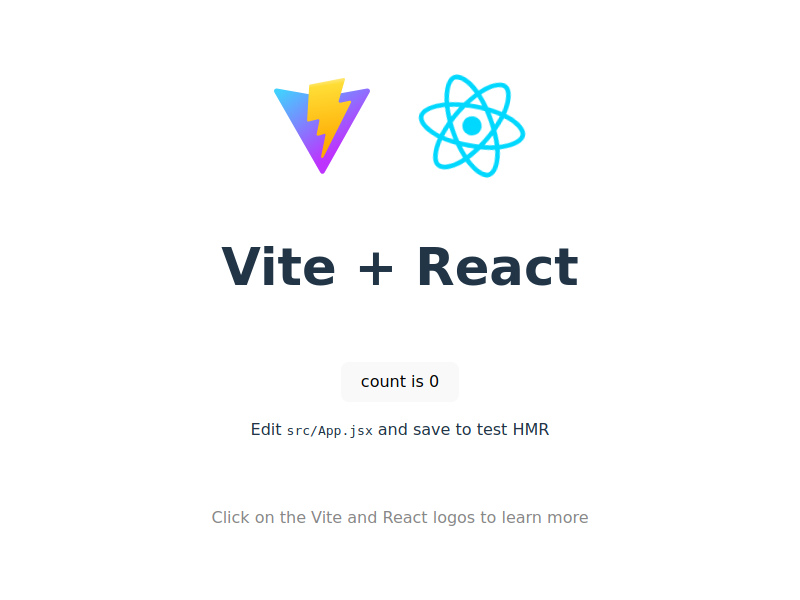 Vite + React
count is 0
Edit src/App.jsx and save to test HMR
Click on the Vite and React logos to learn more